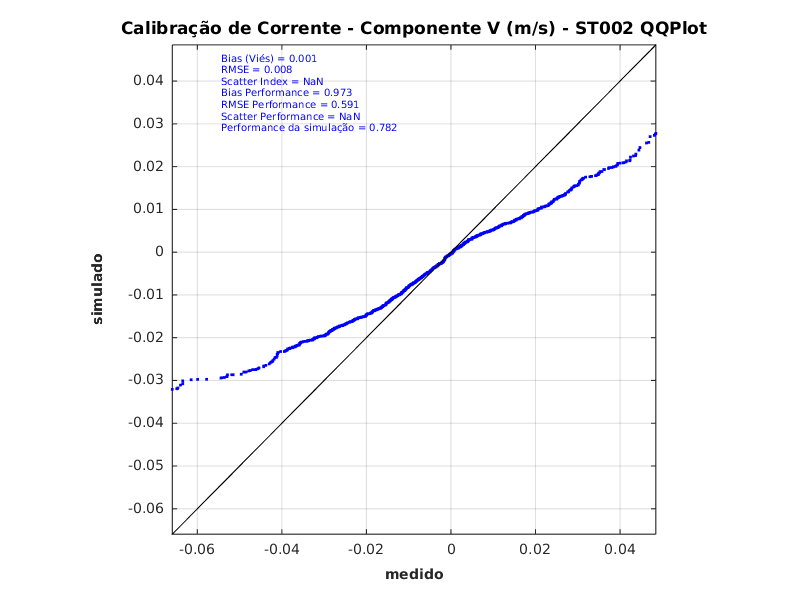 Calibração de Corrente - Componente V (m/s) - ST002 QQPlot
Bias (Viés) = 0.001
RMSE = 0.008
Scatter Index = NaN
Bias Performance = 0.973
RMSE Performance = 0.591
Scatter Performance = NaN
Performance da simulação = 0.782
0.04
0.03
0.02
0.01
0
-0.01
-0.02
-0.03
-0.04
-0.05
-0.06
simulado
-0.06
-0.04
-0.02
0
0.02
0.04
medido